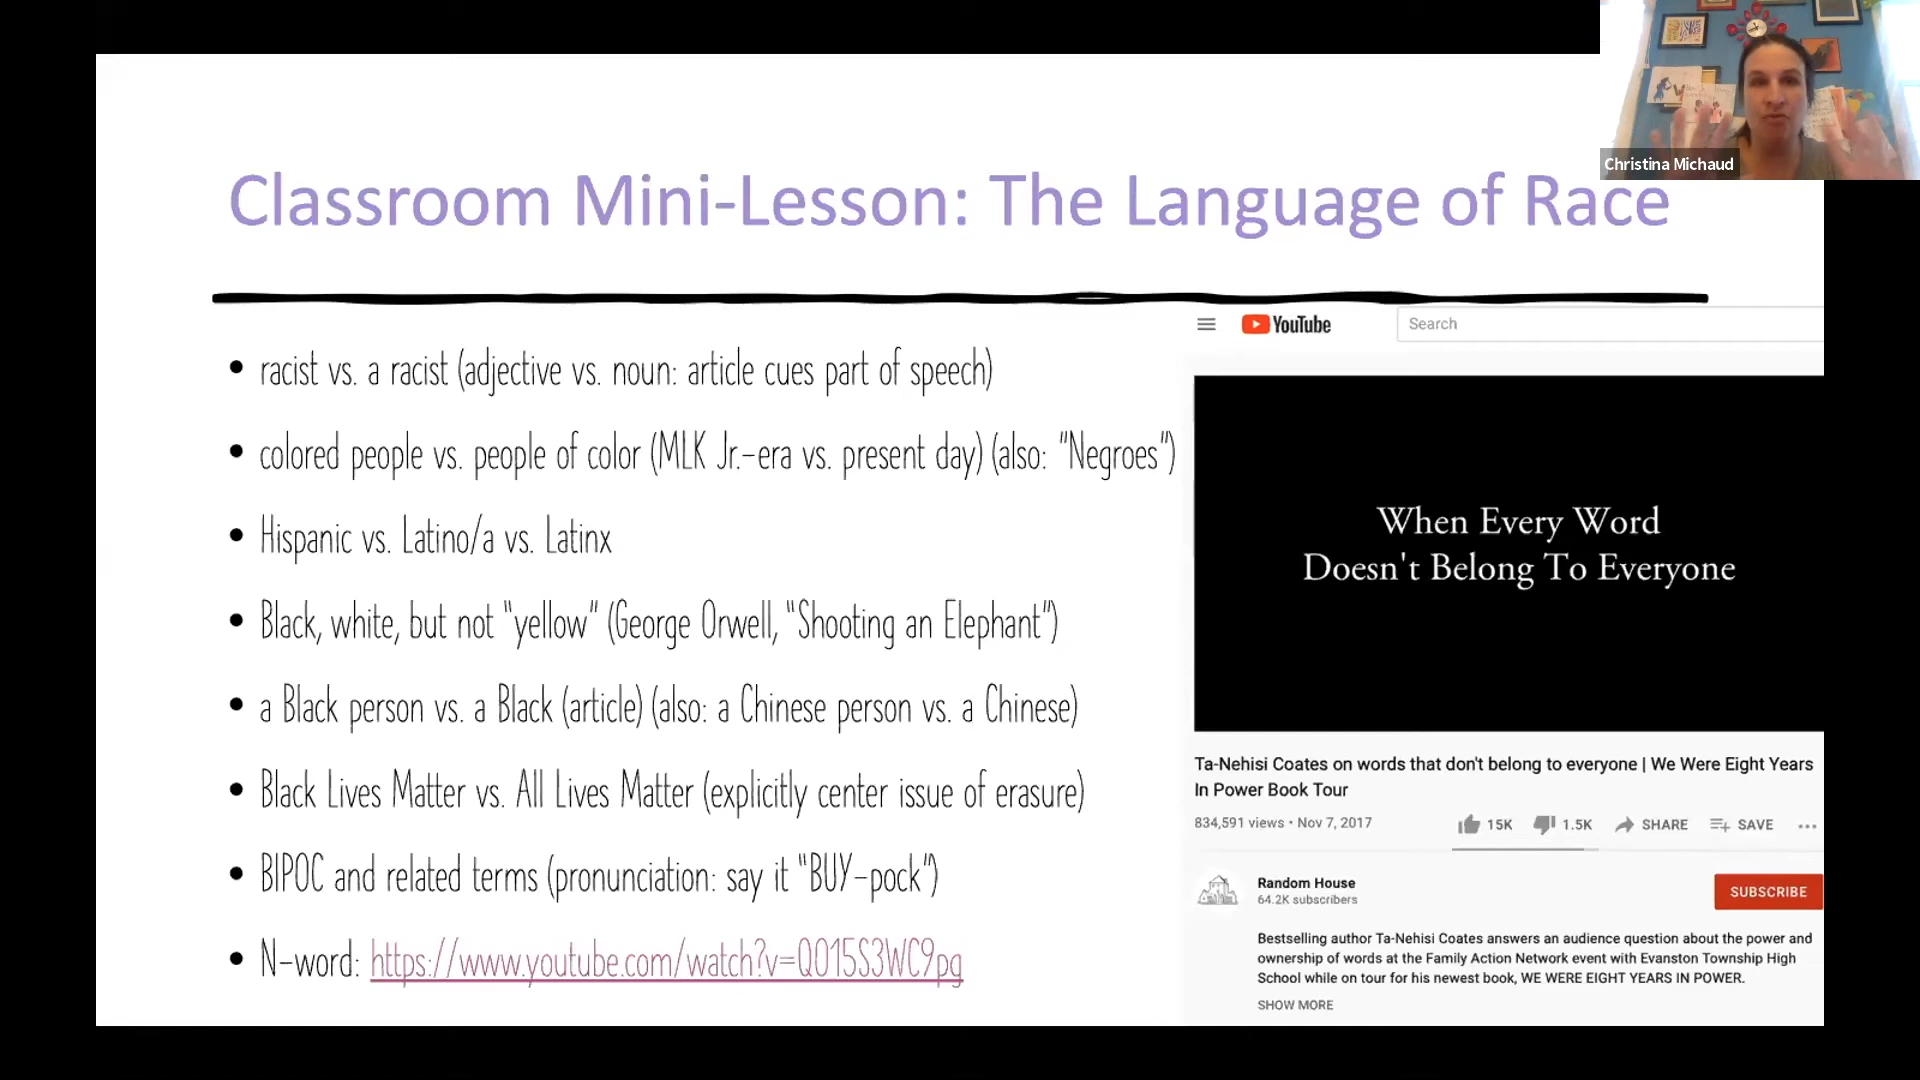 Christina Michaud
Classroom Mini-Lesson: The Language of Race
• racist vs. a racist (adjective vs. noun: article cues part of speech)
• colored people vs. people of color (MLK Jr.-era vs. present day) (also: "Negroes")
• Hispanic vs. Latino/a vs. Latinx
• Black, white, but not "yellow" (George Orwell, "Shooting an Elephant")
• a Black person vs. a Black (article) (also: a Chinese person vs. a Chinese)
• Black Lives Matter vs. All Lives Matter (explicitly center issue of erasure)
• BIPOC and related terms (pronunciation: say it "BUY-pock")
• N-word: https://www.youtube.com/watch?v=QO15S3WC9pg
YouTube
Search
When Every Word
Doesn't Belong To Everyone
Ta-Nehisi Coates on words that don't belong to everyone | We Were Eight Years
In Power Book Tour
834,591 views • Nov 7, 2017
15K 1.5K SHARE SAVE ...
Random House
64.2K subscribers
SUBSCRIBE
Bestselling author Ta-Nehisi Coates answers an audience question about the power and
ownership of words at the Family Action Network event with Evanston Township High
School while on tour for his newest book, WE WERE EIGHT YEARS IN POWER.
SHOW MORE